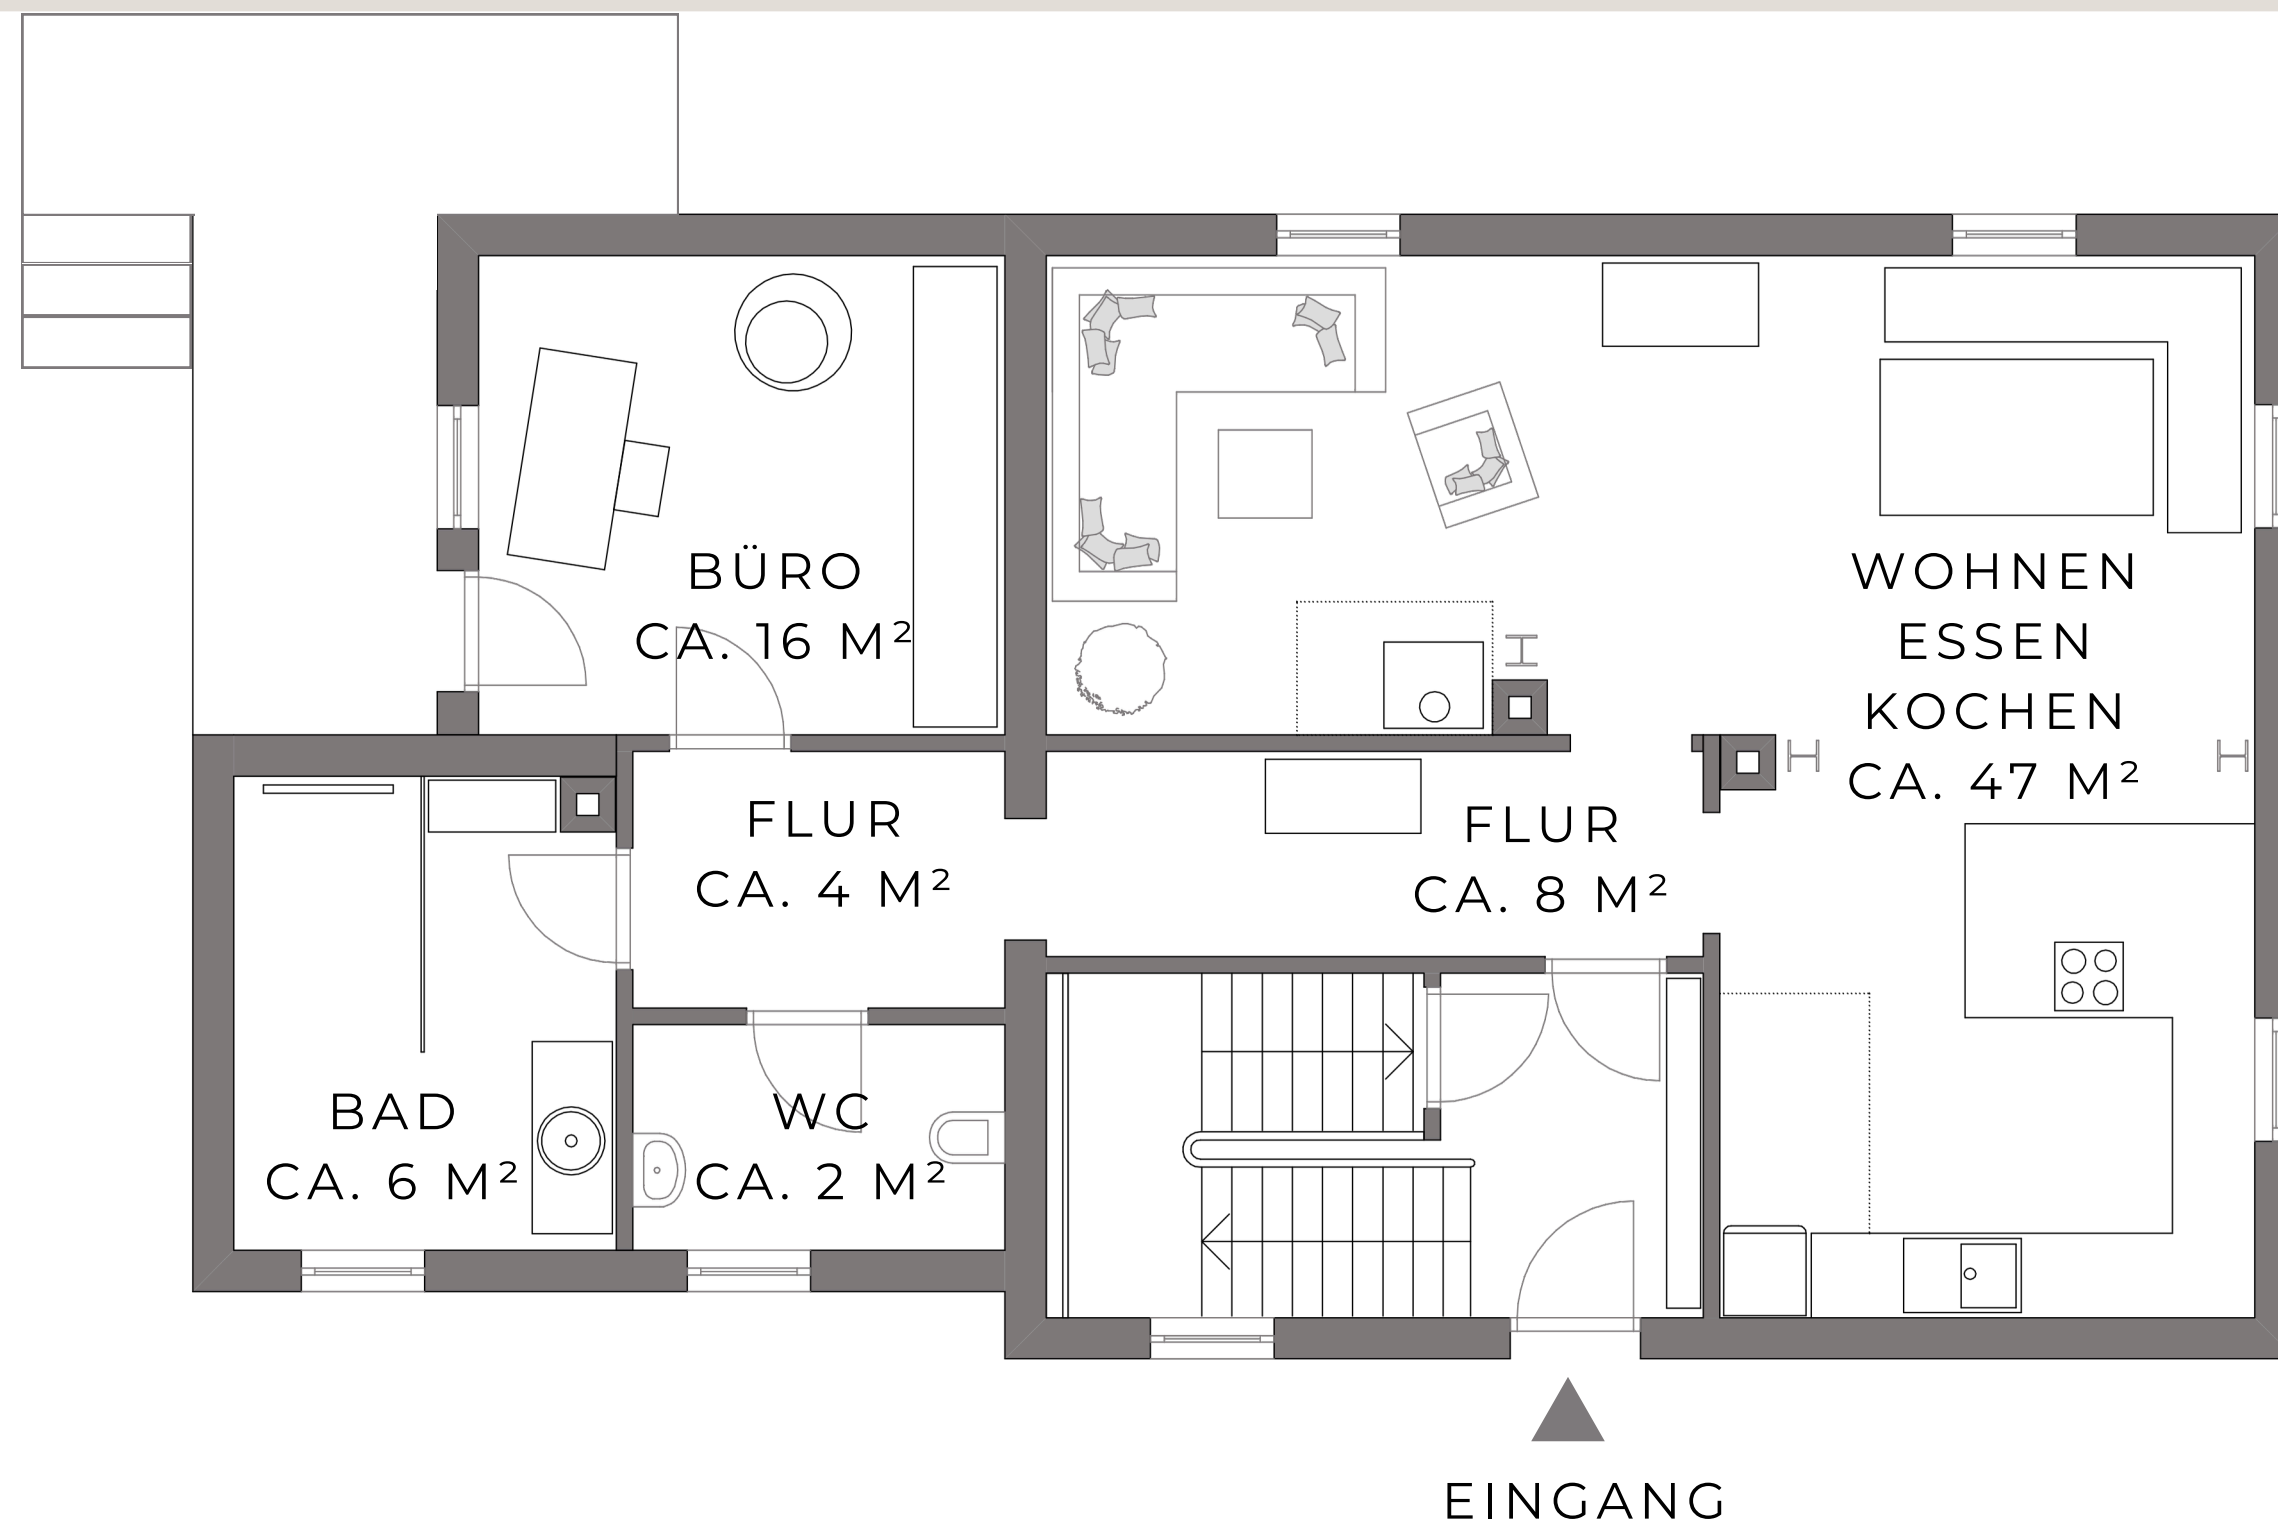 BÜRO
CA. 16 M²
WOHNEN
ESSEN
KOCHEN
CA. 47 M²
FLUR
CA. 4 M²
FLUR
CA. 8 M²
BAD
CA. 6 M²
WC
CA. 2 M²
EINGANG